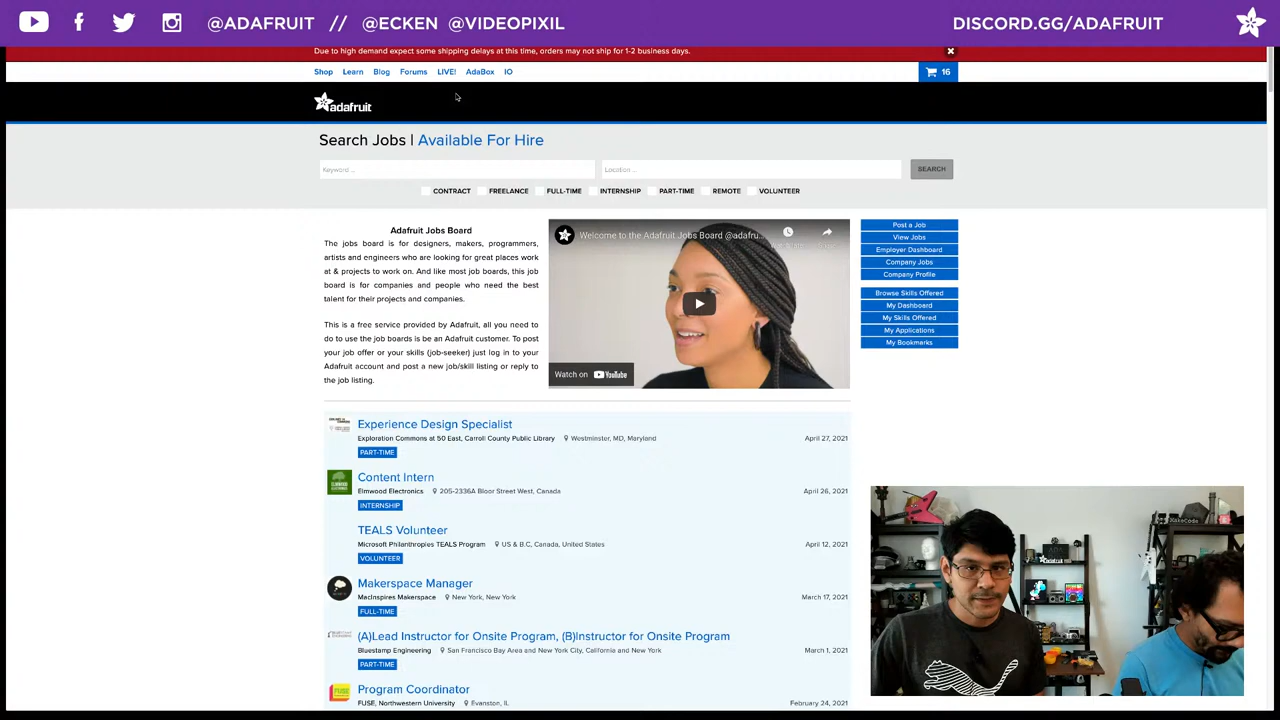 @ADAFRUIT // @ECKEN @VIDEOPIXIL
DISCORD.GG/ADAFRUIT
Due to high demand expect some shipping delays at this time, orders may not ship for 1-2 business days.
Shop Learn Blog Forums LIVE! AdaBox IO
16
adafruit
Search Jobs | Available For Hire
Keyword ...
Location ...
SEARCH
CONTRACT FREELANCE FULL-TIME INTERNSHIP PART-TIME REMOTE VOLUNTEER
Adafruit Jobs Board
The jobs board is for designers, makers, programmers,
artists and engineers who are looking for great places work
at & projects to work on. And like most job boards, this job
board is for companies and people who need the best
talent for their projects and companies.
This is a free service provided by Adafruit, all you need to
do to use the job boards is be an Adafruit customer. To post
your job offer or your skills (job-seeker) just log in to your
Adafruit account and post a new job/skill listing or reply to
the job listing.
Welcome to the Adafruit Jobs Board @adafru...
Watch on YouTube
Post a Job
View Jobs
Employer Dashboard
Company Jobs
Company Profile
Browse Skills Offered
My Dashboard
My Skills Offered
My Applications
My Bookmarks
Experience Design Specialist
Exploration Commons at 50 East, Carroll County Public Library Westminster, MD, Maryland April 27, 2021
PART-TIME
Content Intern
Elmwood Electronics 205-2336A Bloor Street West, Canada April 26, 2021
INTERNSHIP
TEALS Volunteer
Microsoft Philanthropies TEALS Program US & B.C, Canada, United States April 12, 2021
VOLUNTEER
Makerspace Manager
MacInspires Makerspace New York, New York March 17, 2021
FULL-TIME
(A)Lead Instructor for Onsite Program, (B)Instructor for Onsite Program
Bluestamp Engineering San Francisco Bay Area and New York City, California and New York March 1, 2021
PART-TIME
Program Coordinator
FUSE, Northwestern University Evanston, IL February 24, 2021
FUSE
MakeCode
adafruit